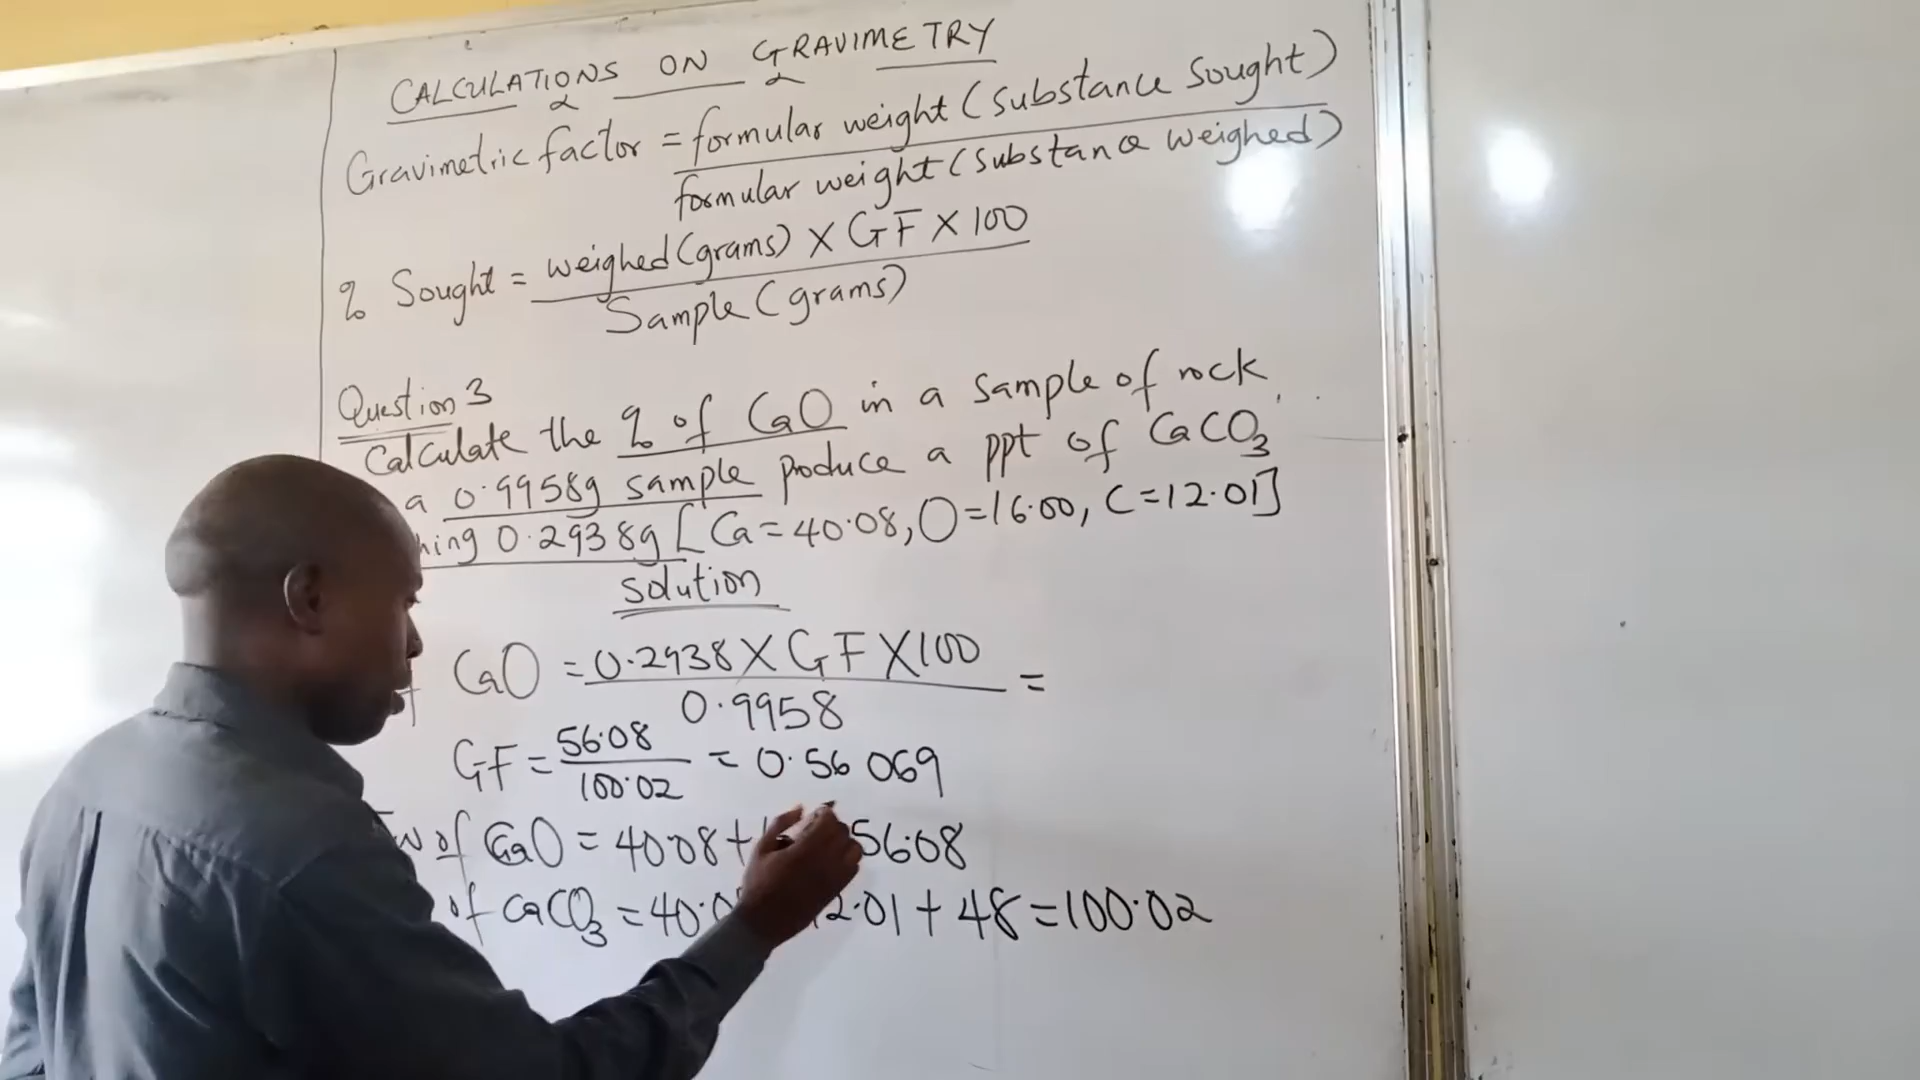 CALCULATIONS ON GRAVIMETRY
Gravimetric factor = formular weight (Substance Sought)
formular weight (Substance weighed)
% Sought = weighed (grams) X GF X 100
Sample (grams)
Question 3
Calculate the % of CaO in a sample of rock
a 0.9958g sample produce a ppt of CaCO3
0.2938g [Ca = 40.08, O = 16.00, C = 12.01]
solution
CaO = 0.2938 X GF X 100 =
0.9958
GF = 56.08 = 0.56069
100.02
of CaO = 40.08 + 56.08
of CaCO3 = 40.0 2.01 + 48 = 100.02